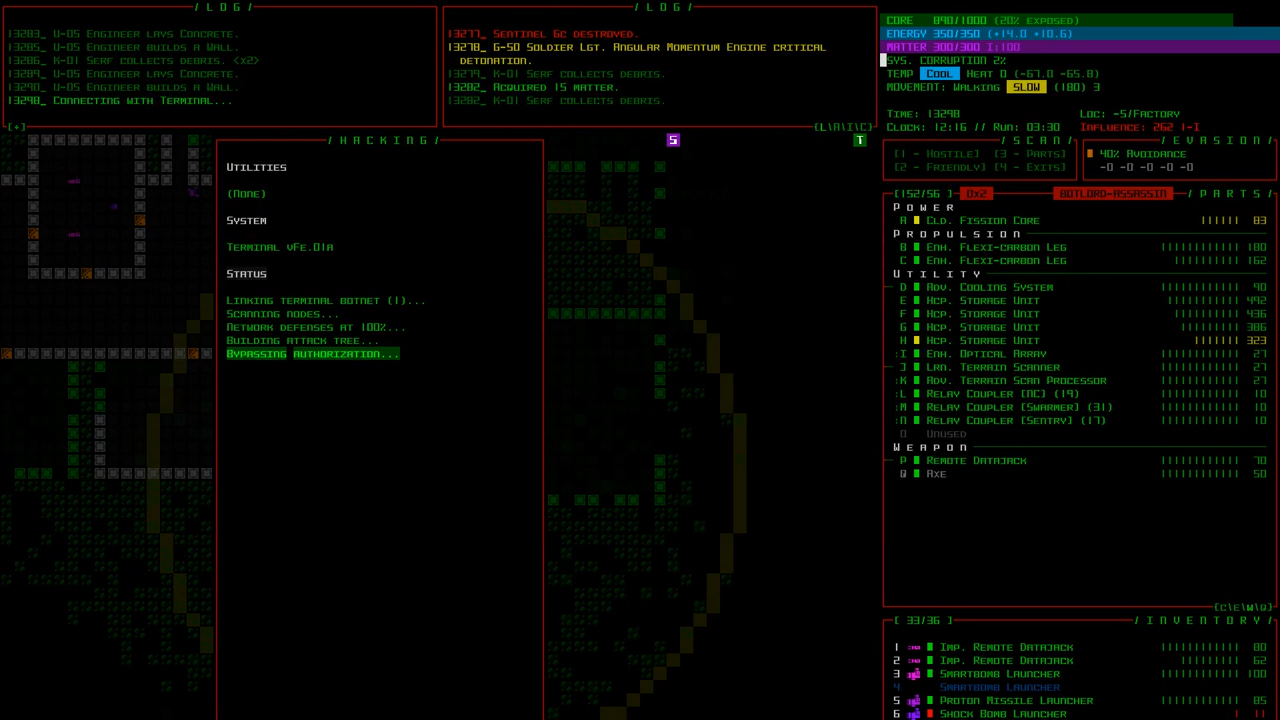 / L O G /
13283_ U-05 Engineer lays Concrete.
13285_ U-05 Engineer builds a Wall.
13286_ K-01 Serf collects debris. <x2>
13289_ U-05 Engineer lays Concrete.
13290_ U-05 Engineer builds a Wall.
13298_ Connecting with Terminal...
[+]
/ L O G /
13277_ Sentinel 6c destroyed.
13278_ G-50 Soldier Lgt. Angular Momentum Engine critical
detonation.
13279_ K-01 Serf collects debris.
13282_ Acquired 15 matter.
13282_ K-01 Serf collects debris.
{L\A\I\C}
CORE 890/1000 (20% exposed)
ENERGY 350/350 (+14.0 +10.6)
MATTER 300/300 I:100
SYS. CORRUPTION 2%
TEMP Cool HEAT 0 (-67.0 -65.8)
MOVEMENT: Walking SLOW (180) 3
TIME: 13298 Loc: -5/Factory
CLOCK: 12:16 // Run: 03:30 Influence: 262 I-I
/ S C A N /
[1 - Hostile] [3 - Parts]
[2 - Friendly] [4 - Exits]
/ E V A S I O N /
40% Avoidance
-0 -0 -0 -0 -0
[152/56 ] 0x2 BOTLORD-ASSASSIN / P A R T S /
P O W E R
A Cld. Fission Core 83
P R O P U L S I O N
B Enh. Flexi-carbon Leg 180
C Enh. Flexi-carbon Leg 162
U T I L I T Y
D Adv. Cooling System 90
E Hcp. Storage Unit 492
F Hcp. Storage Unit 436
G Hcp. Storage Unit 386
H Hcp. Storage Unit 323
:I Enh. Optical Array 27
J Lrn. Terrain Scanner 27
:K Adv. Terrain Scan Processor 27
:L Relay Coupler [NC] (19) 10
:M Relay Coupler [Swarmer] (31) 10
:N Relay Coupler [Sentry] (17) 10
O Unused
W E A P O N
P Remote Datajack 70
Q Axe 50
{C\E\W\Q}
[ 33/36 ] / I N V E N T O R Y /
1 Imp. Remote Datajack 80
2 Imp. Remote Datajack 62
3 Smartbomb Launcher 100
4 Smartbomb Launcher
5 Proton Missile Launcher 85
6 Shock Bomb Launcher 11
/ H A C K I N G /
Utilities
(None)
System
Terminal vFe.01a
Status
Linking terminal botnet (1)...
Scanning nodes...
Network defenses at 100%...
Building attack tree...
Bypassing authorization...
S
T